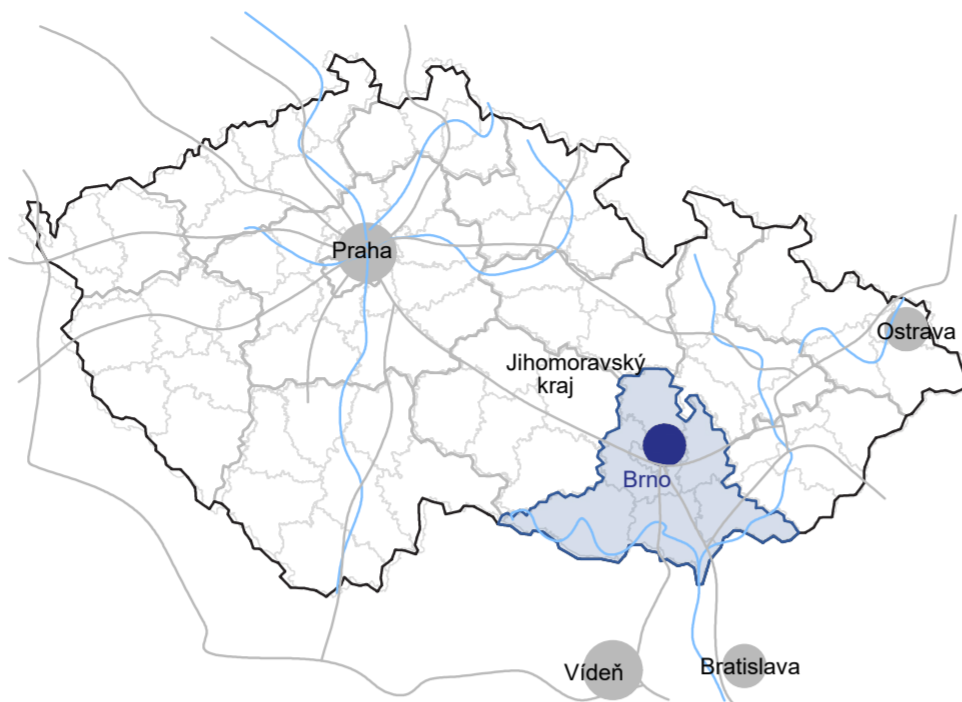 Praha
Ostrava
Jihomoravský
kraj
Brno
Vídeň
Bratislava